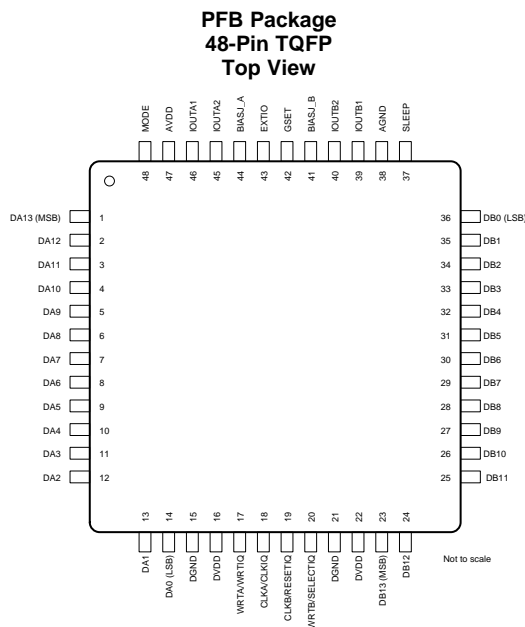 PFB Package
48-Pin TQFP
Top View
MODE
AVDD
IOUTA1
IOUTA2
BIASJ_A
EXTIO
GSET
BIASJ_B
IOUTB2
IOUTB1
AGND
SLEEP
48
47
46
45
44
43
42
41
40
39
38
37
DA13 (MSB) 1 36 DB0 (LSB)
DA12 2 35 DB1
DA11 3 34 DB2
DA10 4 33 DB3
DA9 5 32 DB4
DA8 6 31 DB5
DA7 7 30 DB6
DA6 8 29 DB7
DA5 9 28 DB8
DA4 10 27 DB9
DA3 11 26 DB10
DA2 12 25 DB11
13
14
15
16
17
18
19
20
21
22
23
24
DA1
DA0 (LSB)
DGND
DVDD
WRTA/WRTIQ
CLKA/CLKIQ
CLKB/RESETIQ
WRTB/SELECTIQ
DGND
DVDD
DB13 (MSB)
DB12
Not to scale